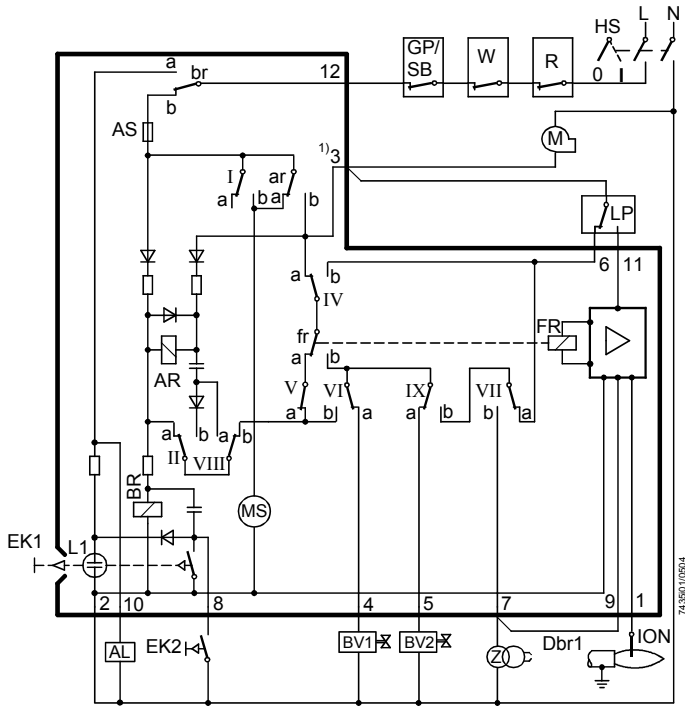 HS L N
0 I
GP/
SB
W
R
12
a
br
b
AS
M
1) 3
I
a
b
ar
a
b
LP
6 11
a b
IV
fr
a b
FR
AR
V
a
b
VI
a
IX
a
b
VII
b
a
a
II
b
VIII
a
b
BR
MS
EK1
L1
2 10 8 4 5 7 9 1
AL
EK2
BV1
BV2
Z
Dbr1
ION
7435i01/0504